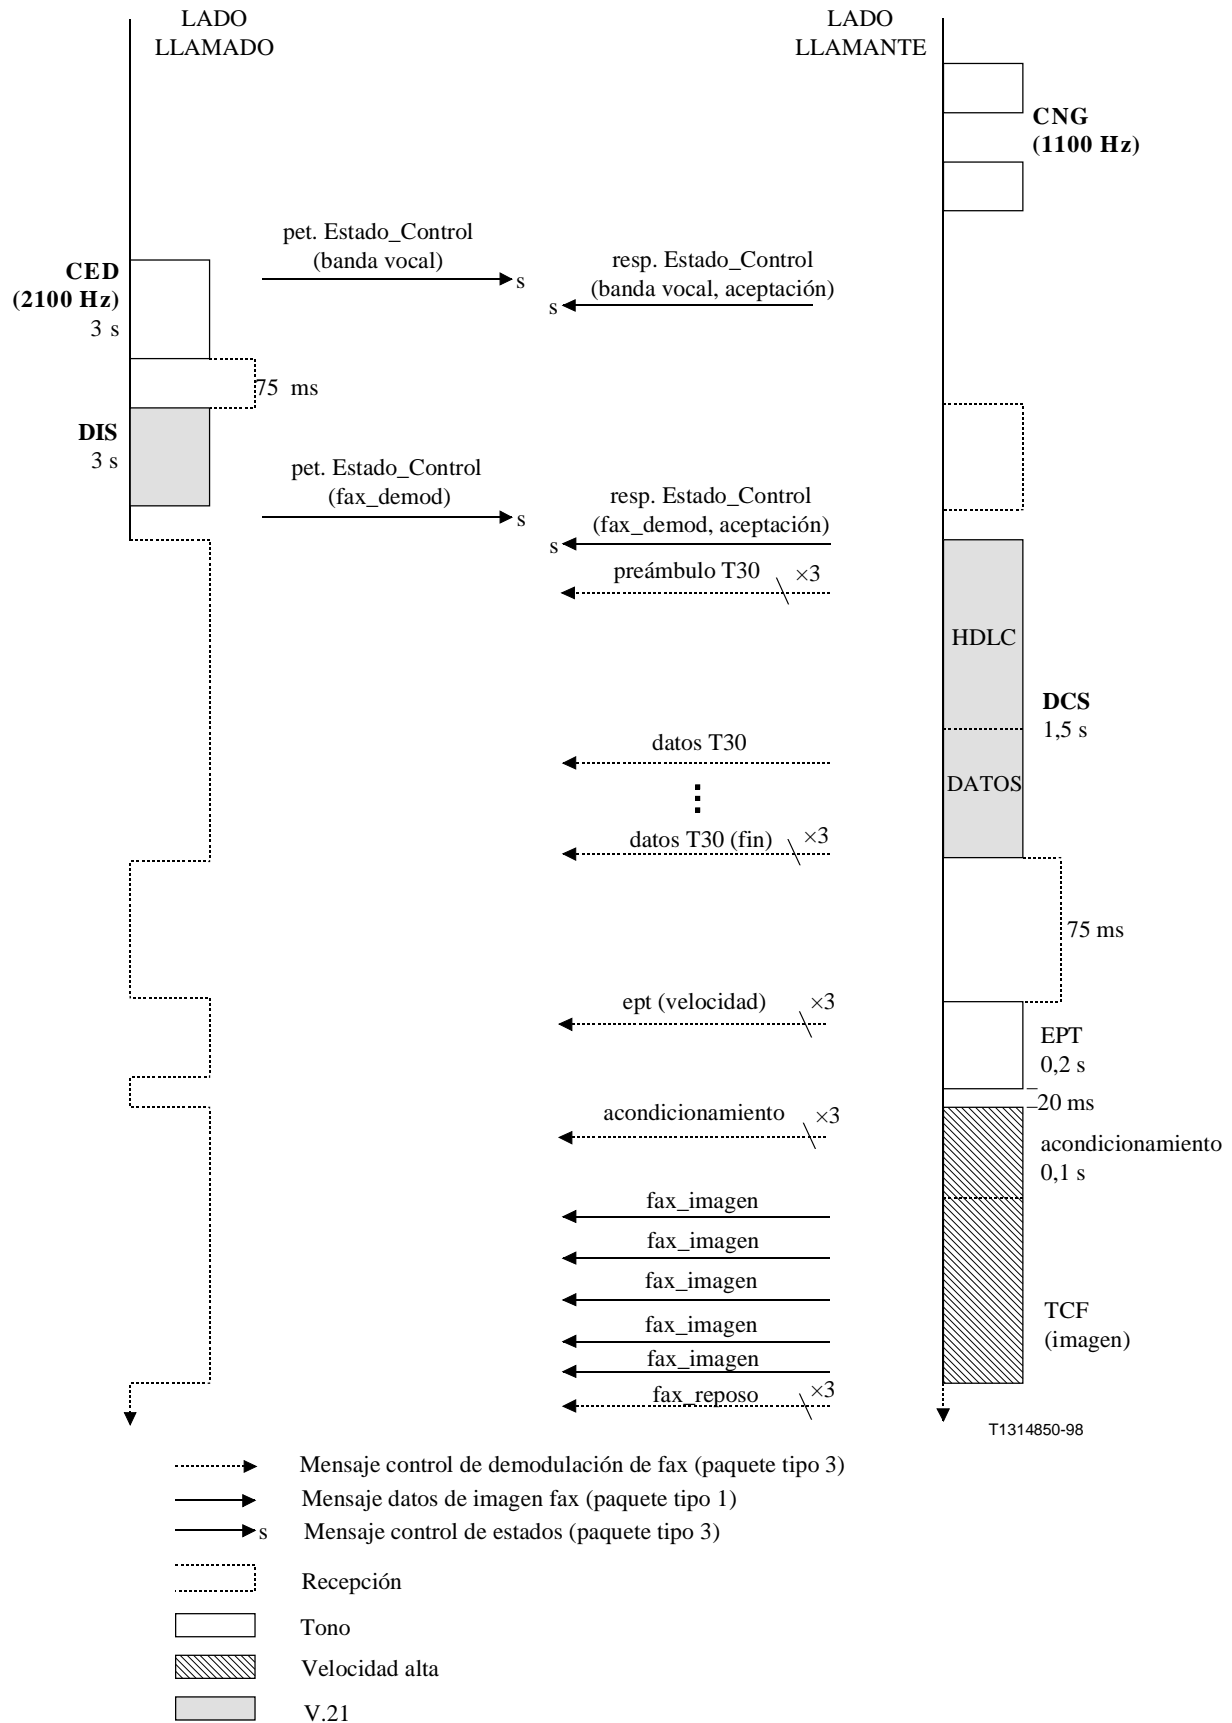 LADO
LLAMADO
LADO
LLAMANTE
CNG
(1100 Hz)
pet. Estado_Control
(banda vocal)
s
resp. Estado_Control
(banda vocal, aceptación)
s
CED
(2100 Hz)
3 s
75 ms
DIS
3 s
pet. Estado_Control
(fax_demod)
s
resp. Estado_Control
(fax_demod, aceptación)
s
preámbulo T30
×3
HDLC
DCS
1,5 s
datos T30
DATOS
datos T30 (fin)
×3
75 ms
ept (velocidad)
×3
EPT
0,2 s
20 ms
acondicionamiento
×3
acondicionamiento
0,1 s
fax_imagen
fax_imagen
fax_imagen
fax_imagen
fax_imagen
TCF
(imagen)
fax_reposo
×3
T1314850-98
Mensaje control de demodulación de fax (paquete tipo 3)
Mensaje datos de imagen fax (paquete tipo 1)
s Mensaje control de estados (paquete tipo 3)
Recepción
Tono
Velocidad alta
V.21